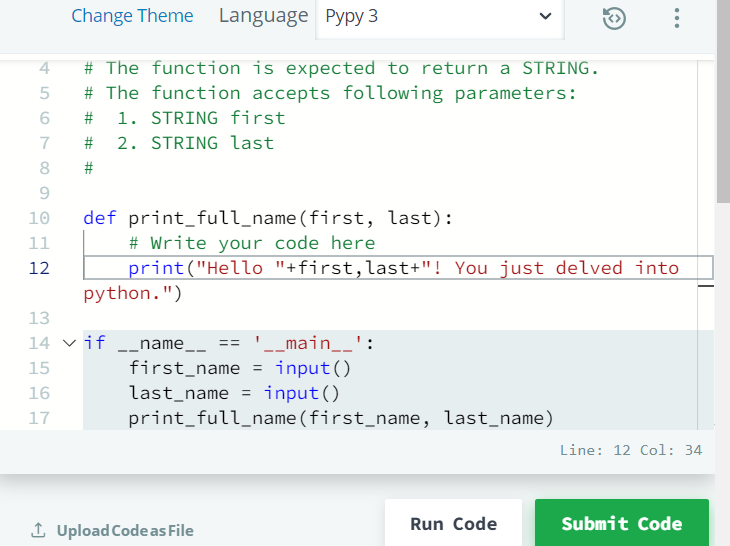 Change Theme Language Pypy 3
4 # The function is expected to return a STRING.
5 # The function accepts following parameters:
6 #  1. STRING first
7 #  2. STRING last
8 #
9
10 def print_full_name(first, last):
11     # Write your code here
12     print("Hello "+first,last+"! You just delved into
python.")
13
14 if __name__ == '__main__':
15     first_name = input()
16     last_name = input()
17     print_full_name(first_name, last_name)
Line: 12 Col: 34
Upload Code as File Run Code Submit Code